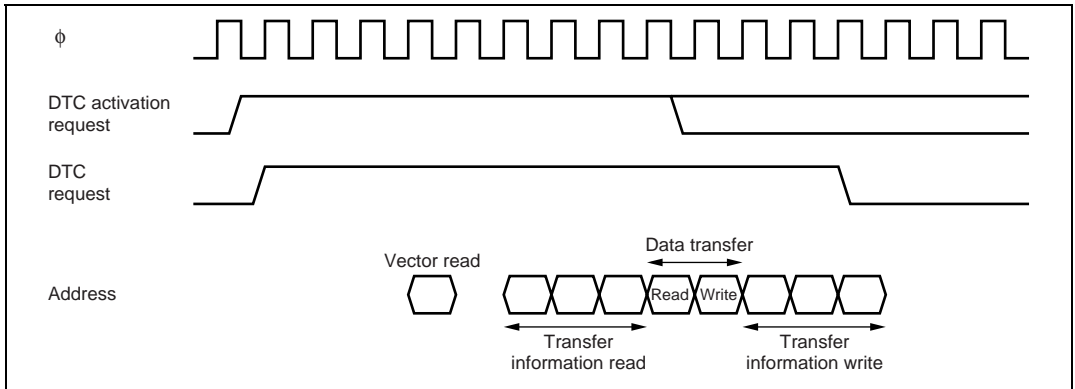 φ
DTC activation
request
DTC
request
Data transfer
Vector read
Address
Read
Write
Transfer
information read
Transfer
information write